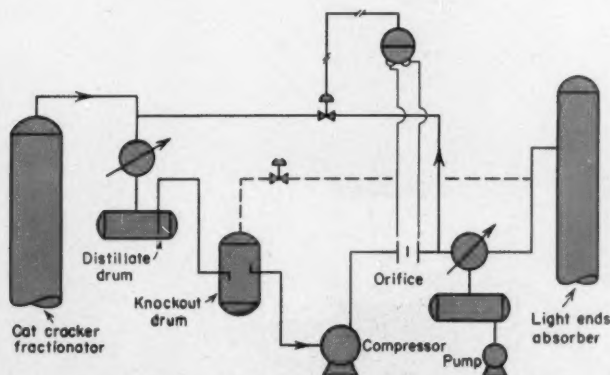 Distillate
drum
Knockout
drum
Orifice
Cat cracker
fractionator
Compressor
Pump
Light ends
absorber